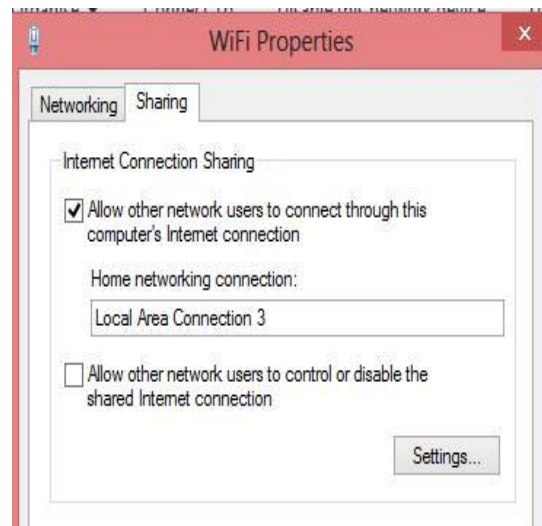 WiFi Properties
x
Networking Sharing
Internet Connection Sharing
Allow other network users to connect through this
computer's Internet connection
Home networking connection:
Local Area Connection 3
Allow other network users to control or disable the
shared Internet connection
Settings...